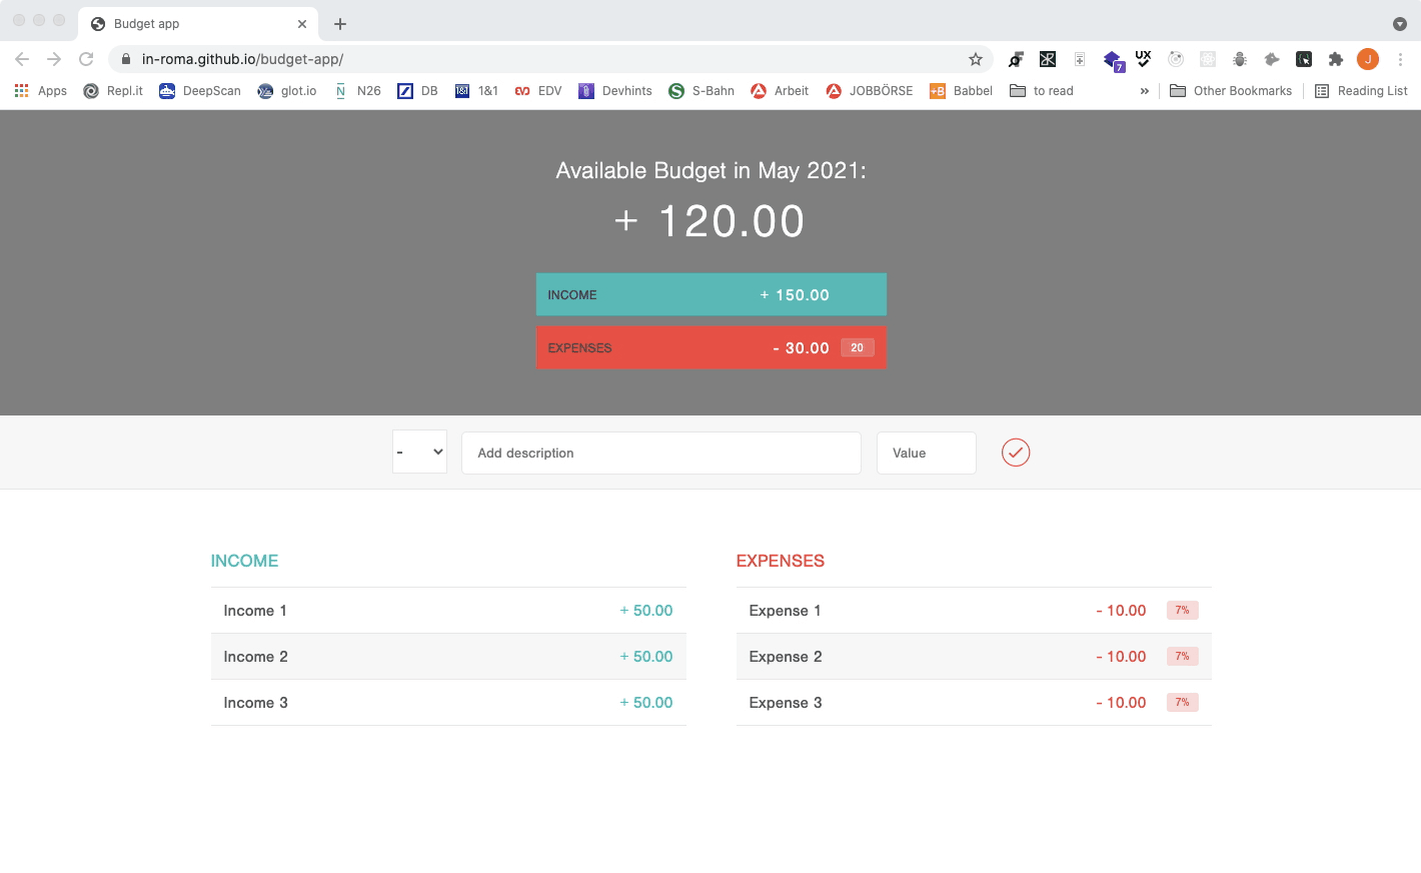 Budget app
in-roma.github.io/budget-app/
7
UX
J
Apps Repl.it DeepScan glot.io N N26 DB 1&1 1&1 EDV Devhints S S-Bahn Arbeit JOBBÖRSE +B Babbel to read » Other Bookmarks Reading List
Available Budget in May 2021:
+ 120.00
INCOME + 150.00
EXPENSES - 30.00 20
- Add description Value
INCOME
Income 1 + 50.00
Income 2 + 50.00
Income 3 + 50.00
EXPENSES
Expense 1 - 10.00 7%
Expense 2 - 10.00 7%
Expense 3 - 10.00 7%